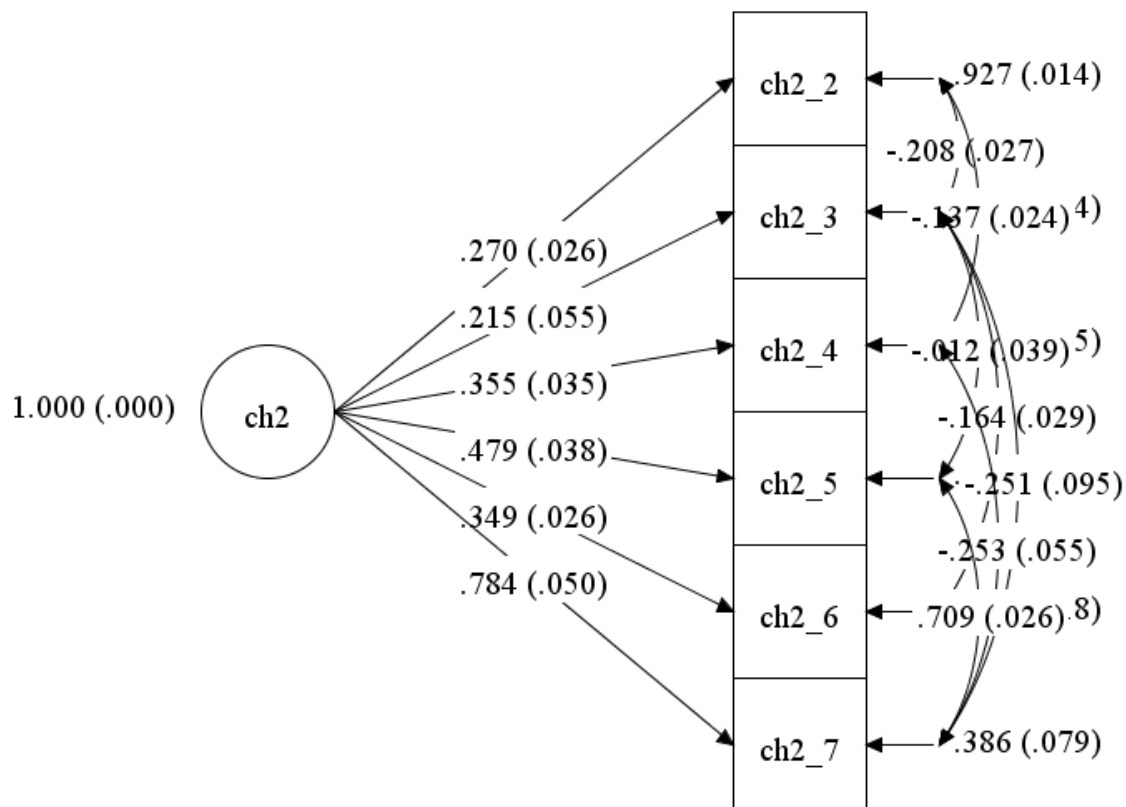 ch2_2
.927 (.014)
-.208 (.027)
ch2_3
-.137 (.024)
4)
.270 (.026)
.215 (.055)
ch2_4
-.012 (.039)
5)
.355 (.035)
1.000 (.000)
ch2
-.164 (.029)
.479 (.038)
ch2_5
-.251 (.095)
.349 (.026)
-.253 (.055)
.784 (.050)
ch2_6
.709 (.026)
8)
ch2_7
.386 (.079)